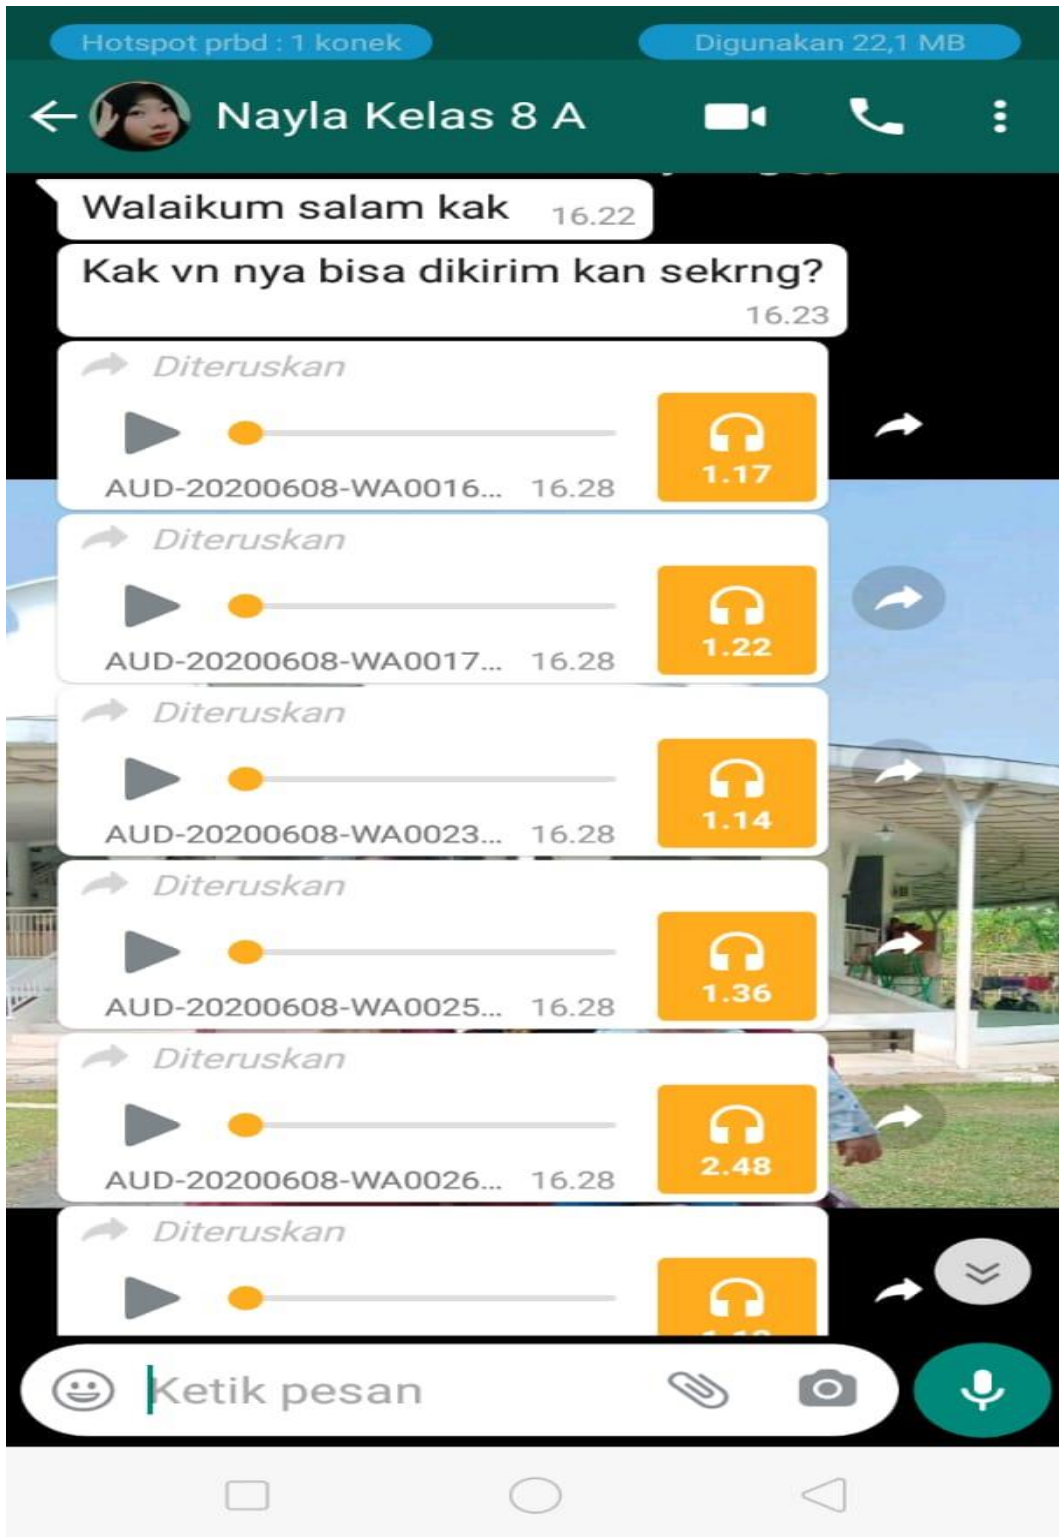 Hotspot prbd : 1 konek
Digunakan 22,1 MB
Nayla Kelas 8 A
Walaikum salam kak 16.22
Kak vn nya bisa dikirim kan sekrng?
16.23
Diteruskan
1.17
AUD-20200608-WA0016... 16.28
Diteruskan
1.22
AUD-20200608-WA0017... 16.28
Diteruskan
1.14
AUD-20200608-WA0023... 16.28
Diteruskan
1.36
AUD-20200608-WA0025... 16.28
Diteruskan
2.48
AUD-20200608-WA0026... 16.28
Diteruskan
Ketik pesan